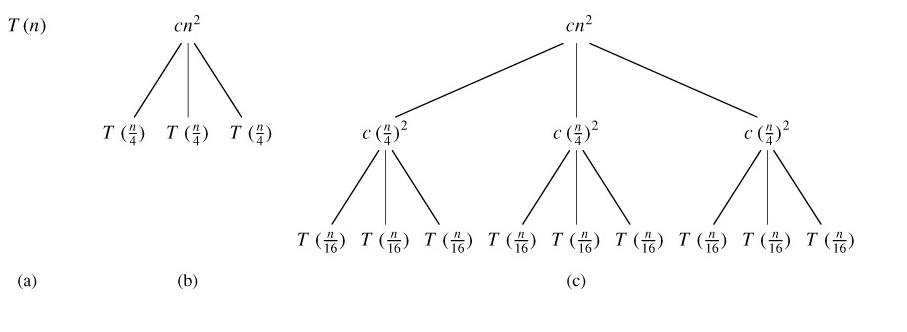 T (n) cn² cn²
T (n/4) T (n/4) T (n/4) c (n/4)² c (n/4)² c (n/4)²
T (n/16) T (n/16) T (n/16) T (n/16) T (n/16) T (n/16) T (n/16) T (n/16) T (n/16)
(a) (b) (c)